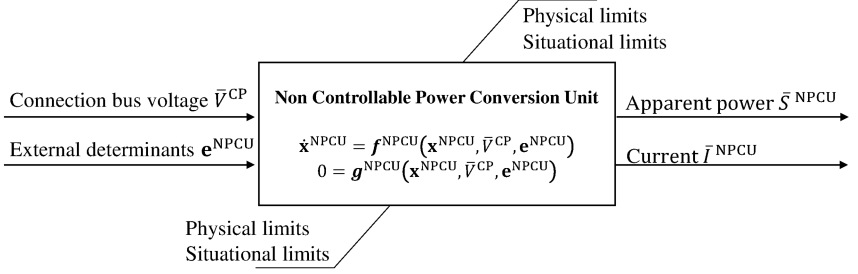 Physical limits
Situational limits
Connection bus voltage V̄^CP
External determinants 𝐞^NPCU
Non Controllable Power Conversion Unit
ẋ^NPCU = 𝒇^NPCU(𝐱^NPCU, V̄^CP, 𝐞^NPCU)
0 = 𝒈^NPCU(𝐱^NPCU, V̄^CP, 𝐞^NPCU)
Apparent power S̄^NPCU
Current Ī^NPCU
Physical limits
Situational limits